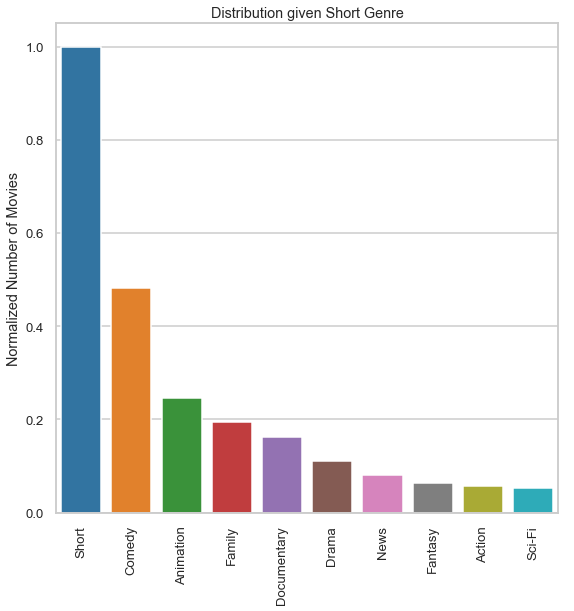 Distribution given Short Genre
Normalized Number of Movies
1.0
0.8
0.6
0.4
0.2
0.0
Short
Comedy
Animation
Family
Documentary
Drama
News
Fantasy
Action
Sci-Fi